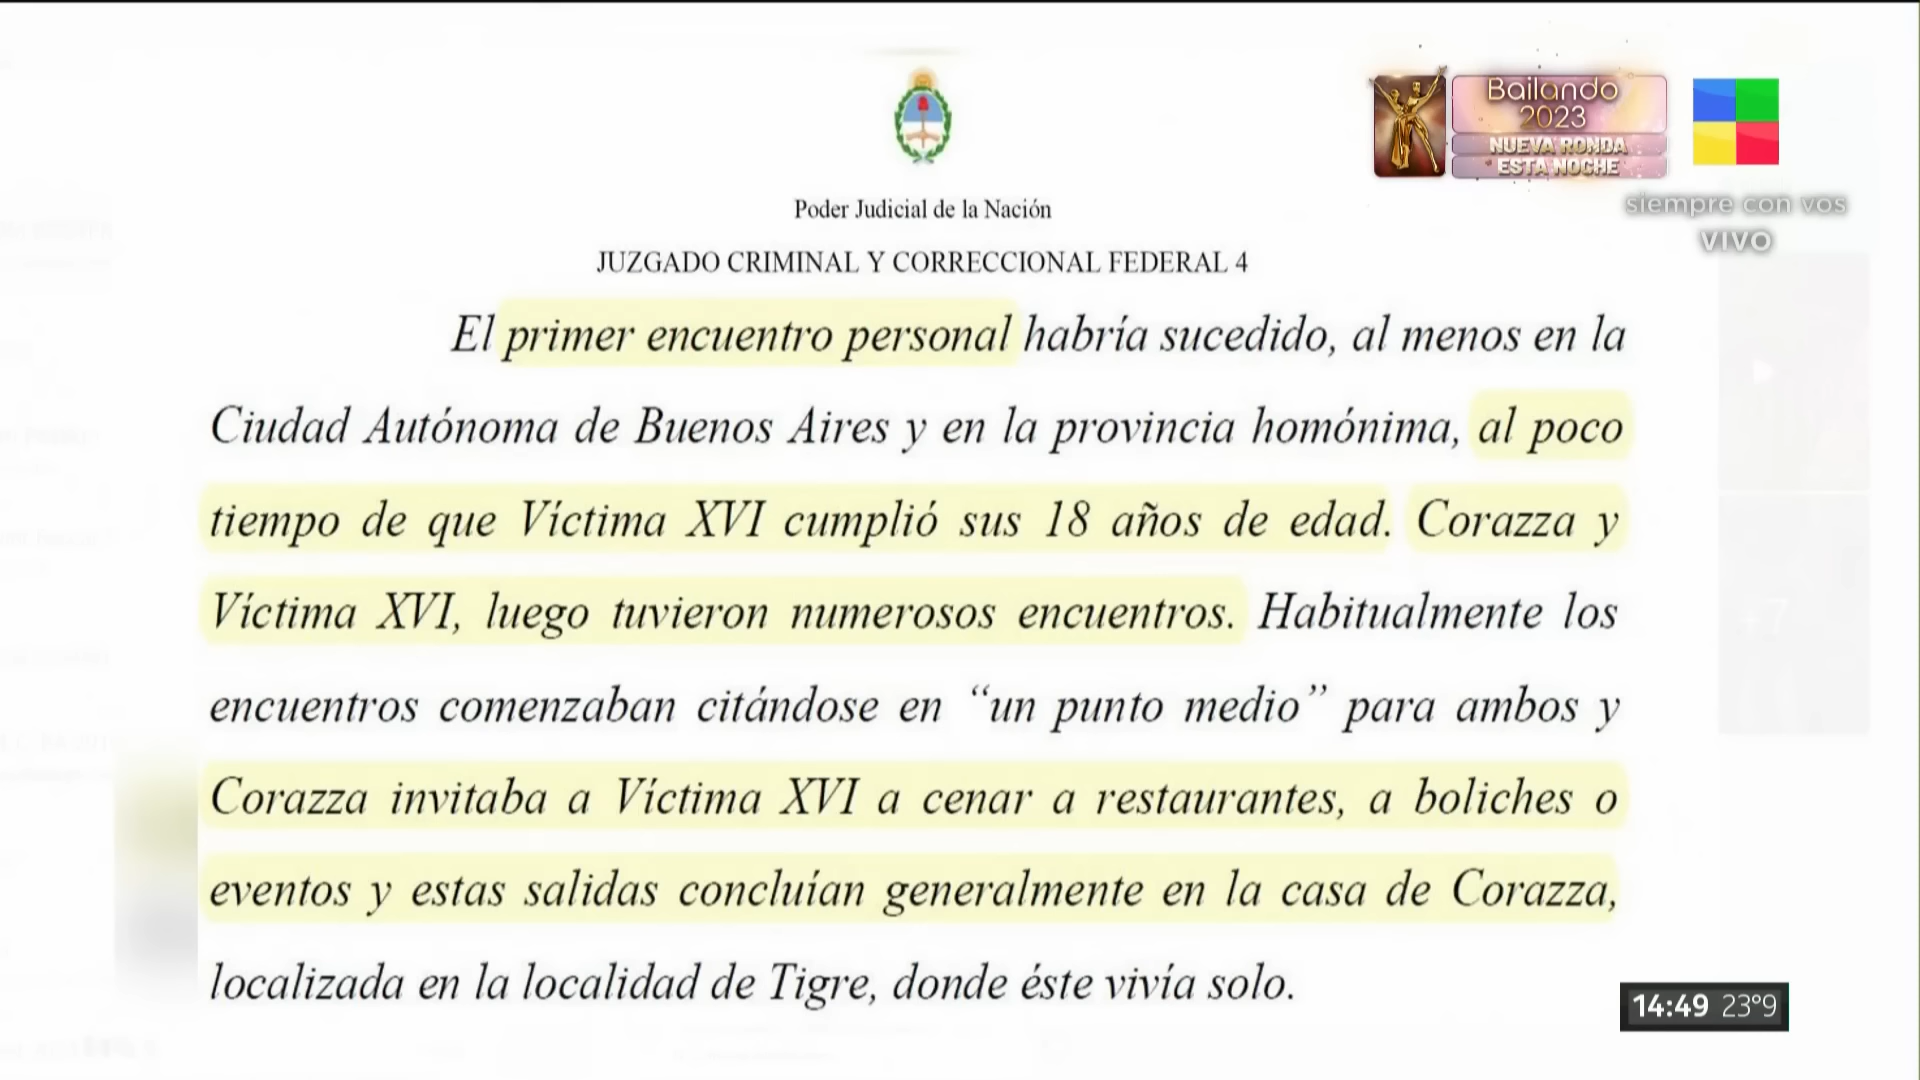 Bailando
2023
NUEVA RONDA
ESTA NOCHE
siempre con vos
VIVO
Poder Judicial de la Nación
JUZGADO CRIMINAL Y CORRECCIONAL FEDERAL 4
El primer encuentro personal habría sucedido, al menos en la
Ciudad Autónoma de Buenos Aires y en la provincia homónima, al poco
tiempo de que Víctima XVI cumplió sus 18 años de edad. Corazza y
Víctima XVI, luego tuvieron numerosos encuentros. Habitualmente los
encuentros comenzaban citándose en “un punto medio” para ambos y
Corazza invitaba a Víctima XVI a cenar a restaurantes, a boliches o
eventos y estas salidas concluían generalmente en la casa de Corazza,
localizada en la localidad de Tigre, donde éste vivía solo.
14:49 23°9